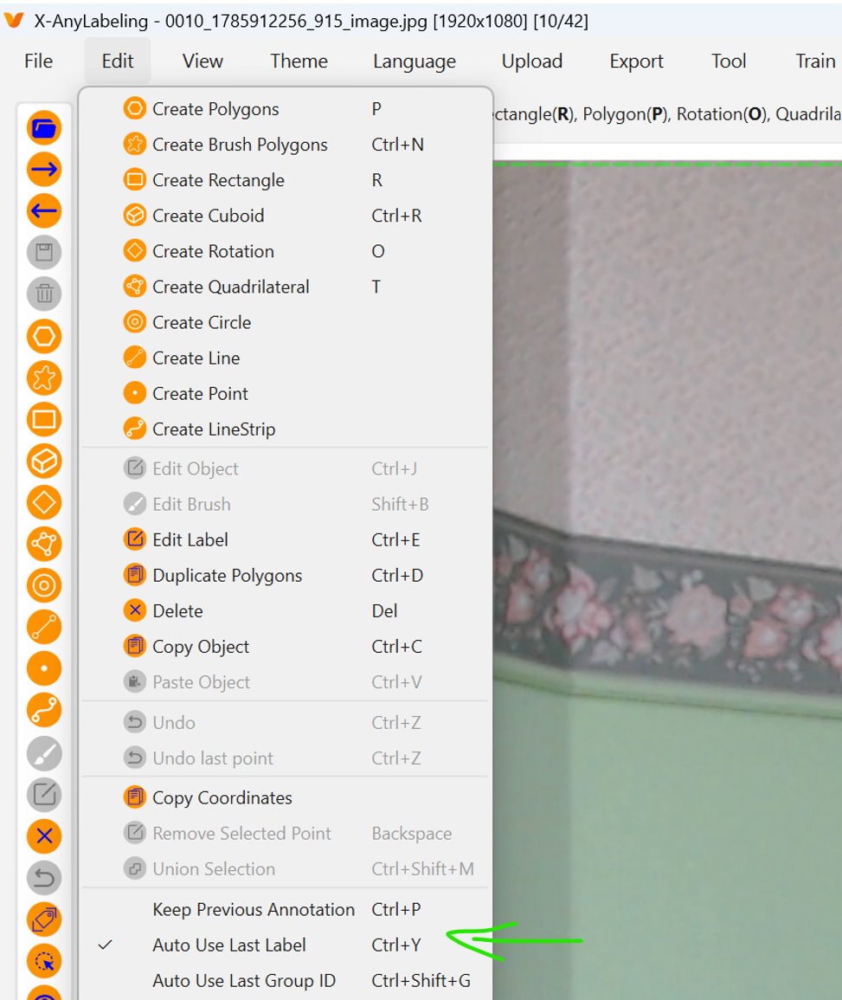 X-AnyLabeling - 0010_1785912256_915_image.jpg [1920x1080] [10/42]
File Edit View Theme Language Upload Export Tool Train
Create Polygons P
ctangle(R), Polygon(P), Rotation(O), Quadrila
Create Brush Polygons Ctrl+N
Create Rectangle R
Create Cuboid Ctrl+R
Create Rotation O
Create Quadrilateral T
Create Circle
Create Line
Create Point
Create LineStrip
Edit Object Ctrl+J
Edit Brush Shift+B
Edit Label Ctrl+E
Duplicate Polygons Ctrl+D
Delete Del
Copy Object Ctrl+C
Paste Object Ctrl+V
Undo Ctrl+Z
Undo last point Ctrl+Z
Copy Coordinates
Remove Selected Point Backspace
Union Selection Ctrl+Shift+M
Keep Previous Annotation Ctrl+P
Auto Use Last Label Ctrl+Y
Auto Use Last Group ID Ctrl+Shift+G